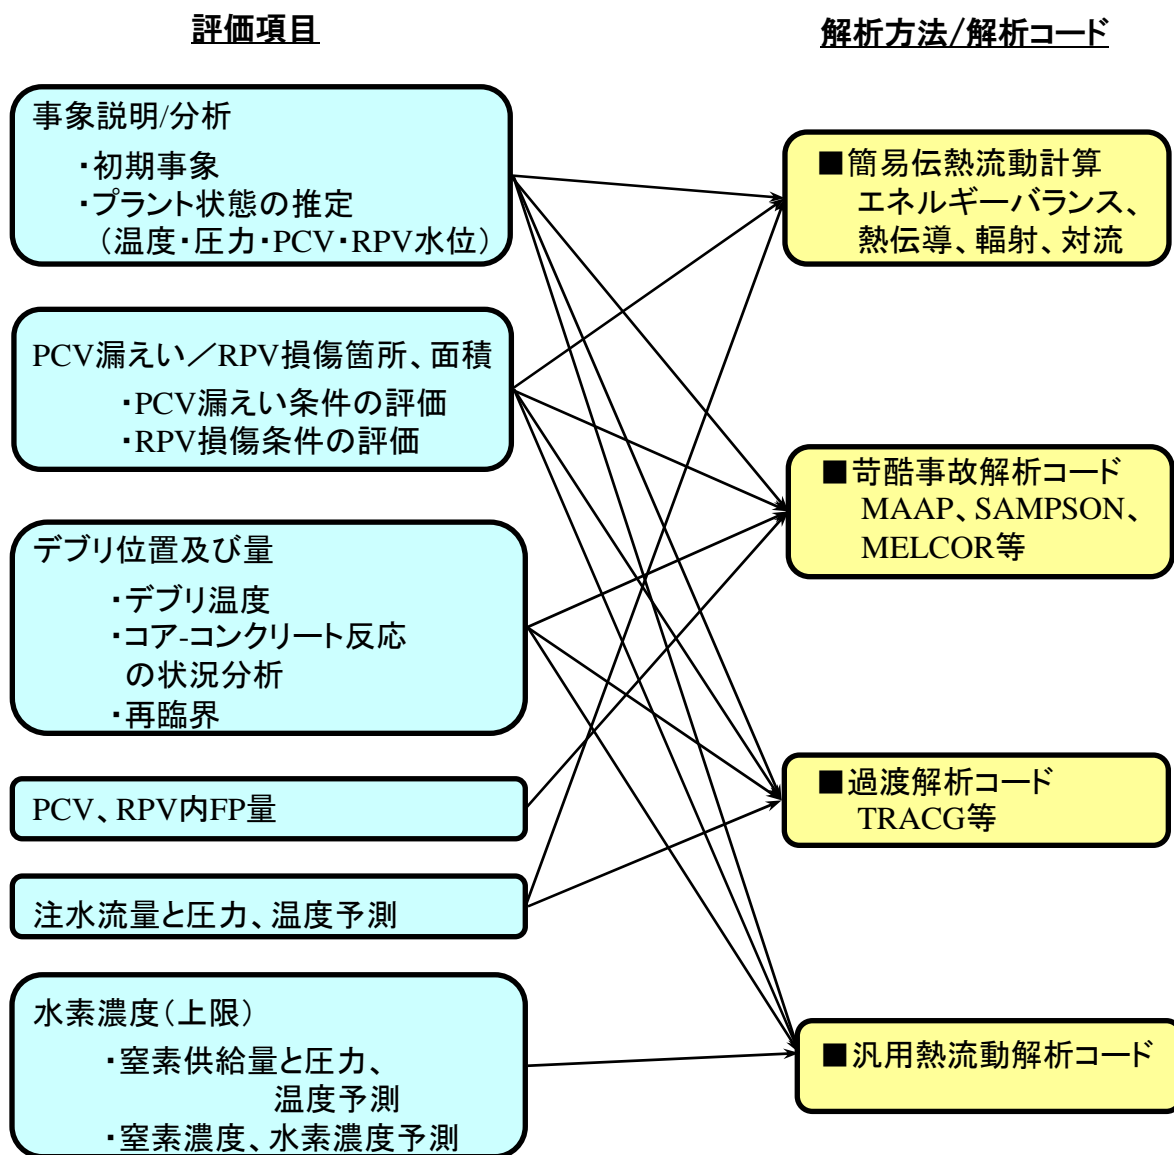 評価項目
事象説明/分析
・初期事象
・プラント状態の推定
（温度・圧力・PCV・RPV水位）
PCV漏えい／RPV損傷箇所、面積
・PCV漏えい条件の評価
・RPV損傷条件の評価
デブリ位置及び量
・デブリ温度
・コア-コンクリート反応
の状況分析
・再臨界
PCV、RPV内FP量
注水流量と圧力、温度予測
水素濃度（上限）
・窒素供給量と圧力、
温度予測
・窒素濃度、水素濃度予測
解析方法/解析コード
■簡易伝熱流動計算
エネルギーバランス、
熱伝導、輻射、対流
■苛酷事故解析コード
MAAP、SAMPSON、
MELCOR等
■過渡解析コード
TRACG等
■汎用熱流動解析コード